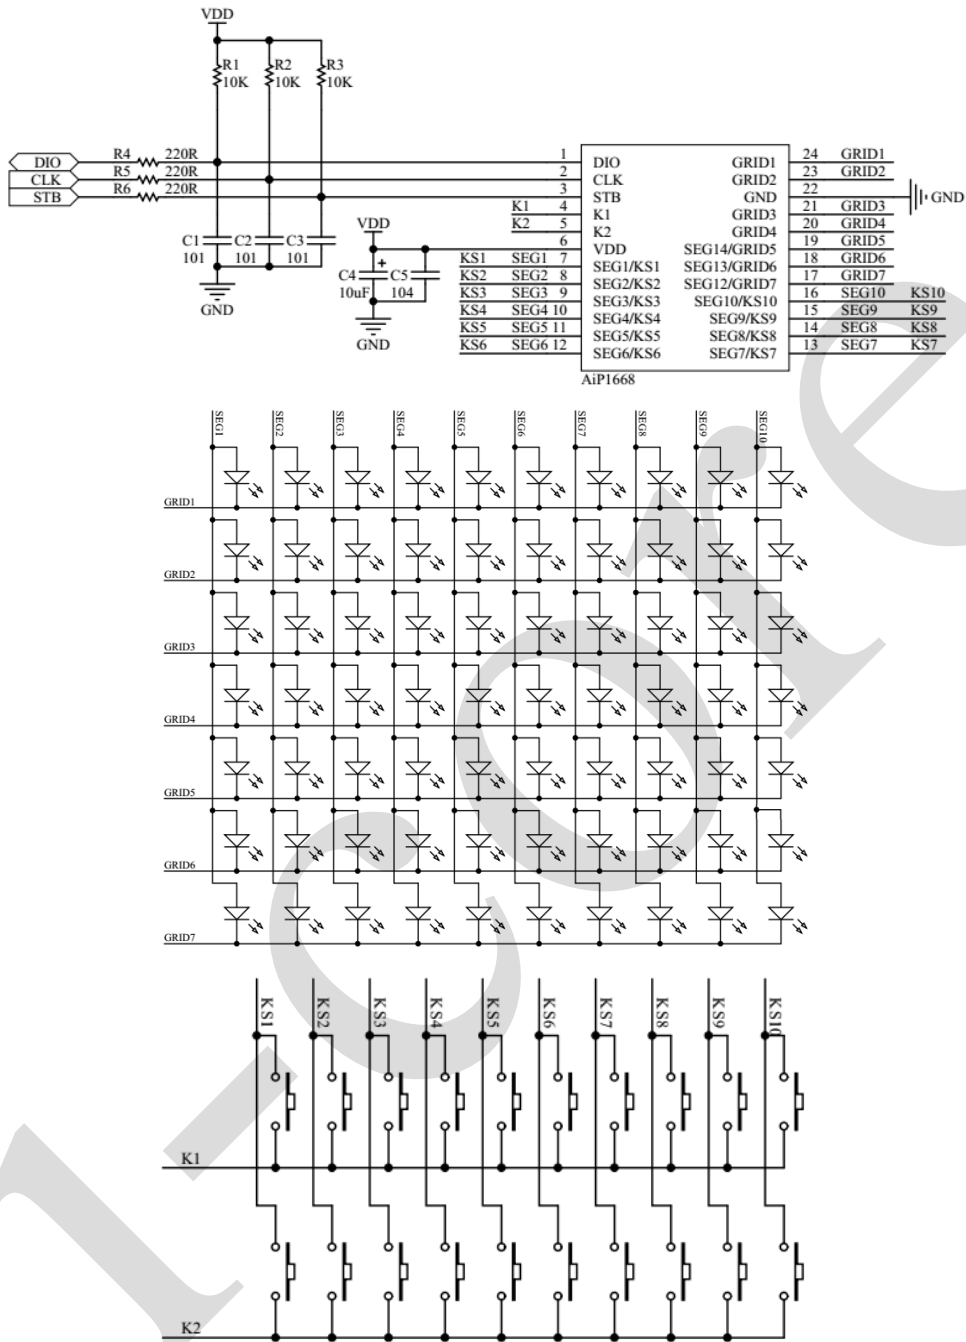 VDD
R1 R2 R3
10K 10K 10K
R4 220R
R5 220R
R6 220R
DIO
CLK
STB
C1 C2 C3
101 101 101
GND
VDD
C4 + C5
10uF 104
GND
K1
K2
KS1 SEG1
KS2 SEG2
KS3 SEG3
KS4 SEG4
KS5 SEG5
KS6 SEG6
1 DIO GRID1 24 GRID1
2 CLK GRID2 23 GRID2
3 STB GND 22 GND
4 K1 GRID3 21 GRID3
5 K2 GRID4 20 GRID4
6 VDD SEG14/GRID5 19 GRID5
7 SEG1/KS1 SEG13/GRID6 18 GRID6
8 SEG2/KS2 SEG12/GRID7 17 GRID7
9 SEG3/KS3 SEG10/KS10 16 SEG10 KS10
10 SEG4/KS4 SEG9/KS9 15 SEG9 KS9
11 SEG5/KS5 SEG8/KS8 14 SEG8 KS8
12 SEG6/KS6 SEG7/KS7 13 SEG7 KS7
AiP1668
SEG1 SEG2 SEG3 SEG4 SEG5 SEG6 SEG7 SEG8 SEG9 SEG10
GRID1
GRID2
GRID3
GRID4
GRID5
GRID6
GRID7
KS1 KS2 KS3 KS4 KS5 KS6 KS7 KS8 KS9 KS10
K1
K2